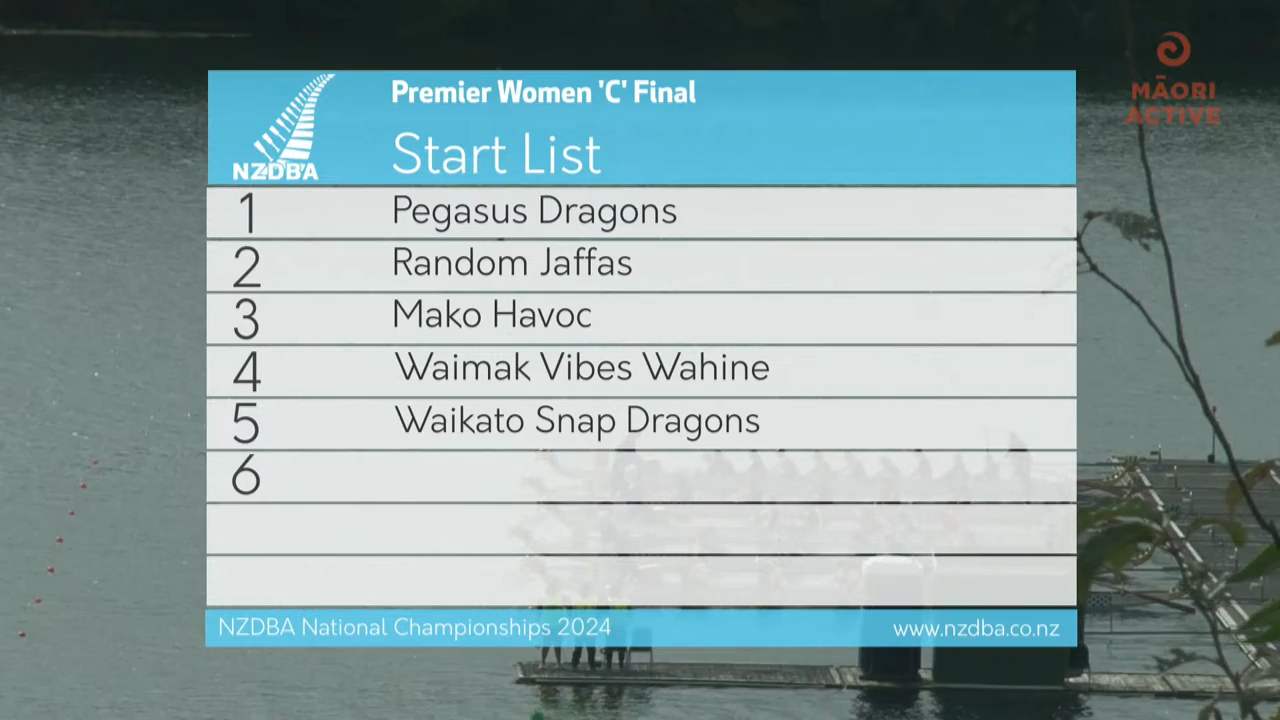 Premier Women 'C' Final
MĀORI
ACTIVE
NZDBA
Start List
1 Pegasus Dragons
2 Random Jaffas
3 Mako Havoc
4 Waimak Vibes Wahine
5 Waikato Snap Dragons
6
NZDBA National Championships 2024 www.nzdba.co.nz